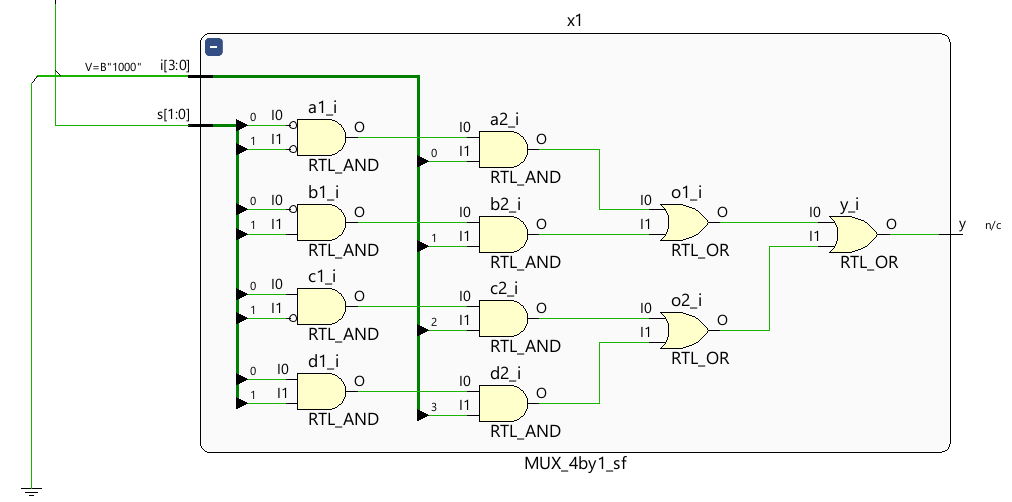 x1
V=B"1000" i[3:0]
s[1:0]
0 I0 a1_i O
1 I1
RTL_AND
I0 a2_i O
0 I1
RTL_AND
0 I0 b1_i O
1 I1
RTL_AND
I0 b2_i O
1 I1
RTL_AND
I0 o1_i O
I1
RTL_OR
I0 y_i O
I1
RTL_OR
y n/c
0 I0 c1_i O
1 I1
RTL_AND
I0 c2_i O
2 I1
RTL_AND
I0 o2_i O
I1
RTL_OR
0 I0 d1_i O
1 I1
RTL_AND
I0 d2_i O
3 I1
RTL_AND
MUX_4by1_sf